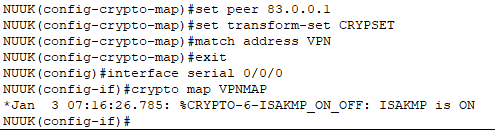 NUUK(config-crypto-map)#set peer 83.0.0.1
NUUK(config-crypto-map)#set transform-set CRYPSET
NUUK(config-crypto-map)#match address VPN
NUUK(config-crypto-map)#exit
NUUK(config)#interface serial 0/0/0
NUUK(config-if)#crypto map VPNMAP
*Jan  3 07:16:26.785: %CRYPTO-6-ISAKMP_ON_OFF: ISAKMP is ON
NUUK(config-if)#